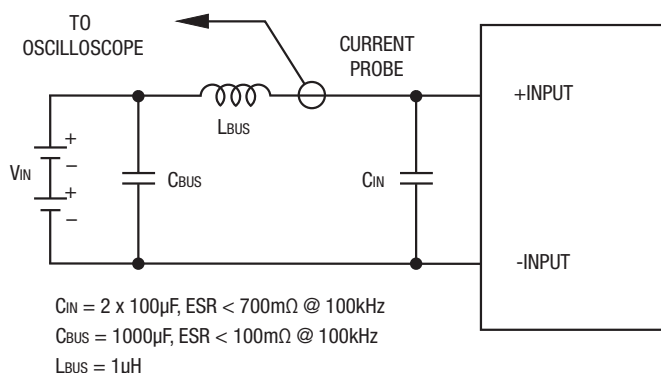 TO
OSCILLOSCOPE
CURRENT
PROBE
+INPUT
LBUS
+
VIN
−
+
−
CBUS
CIN
-INPUT
CIN = 2 x 100µF, ESR < 700mΩ @ 100kHz
CBUS = 1000µF, ESR < 100mΩ @ 100kHz
LBUS = 1µH